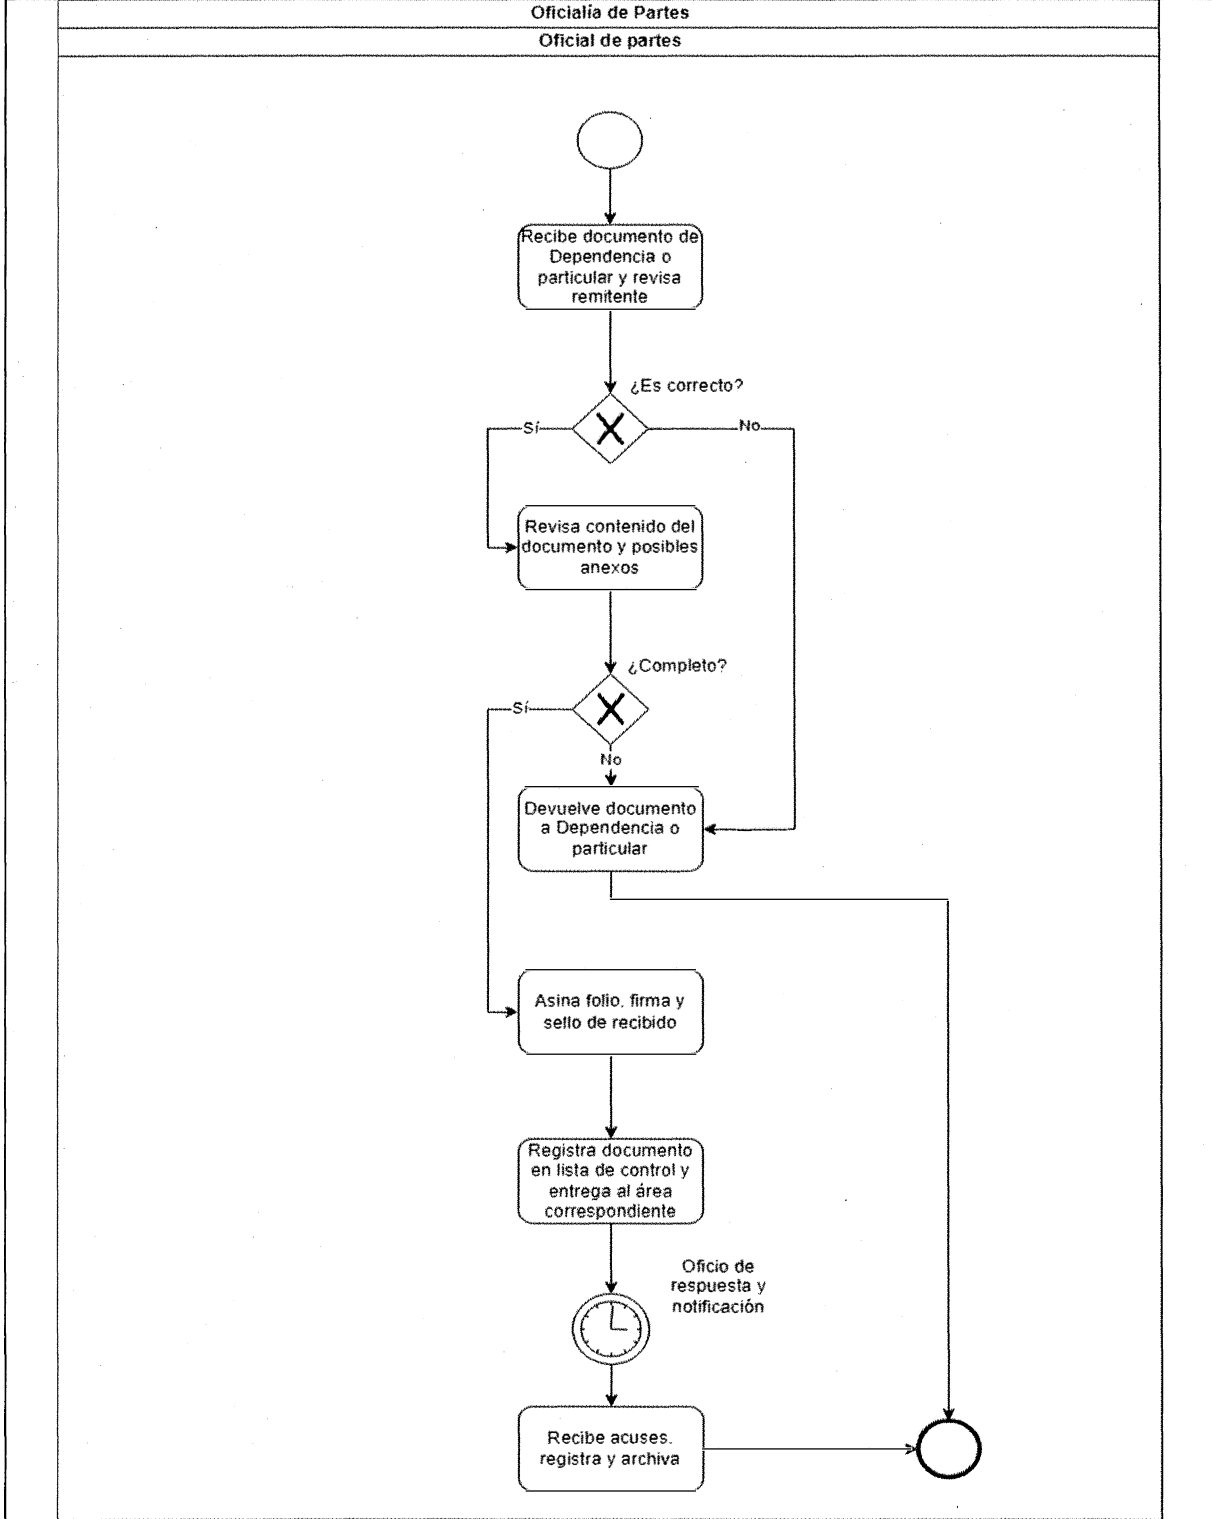 Oficialía de Partes
Oficial de partes
Recibe documento de
Dependencia o
particular y revisa
remitente
¿Es correcto?
Sí
No
Revisa contenido del
documento y posibles
anexos
¿Completo?
Sí
No
Devuelve documento
a Dependencia o
particular
Asina folio, firma y
sello de recibido
Registra documento
en lista de control y
entrega al área
correspondiente
Oficio de
respuesta y
notificación
Recibe acuses.
registra y archiva